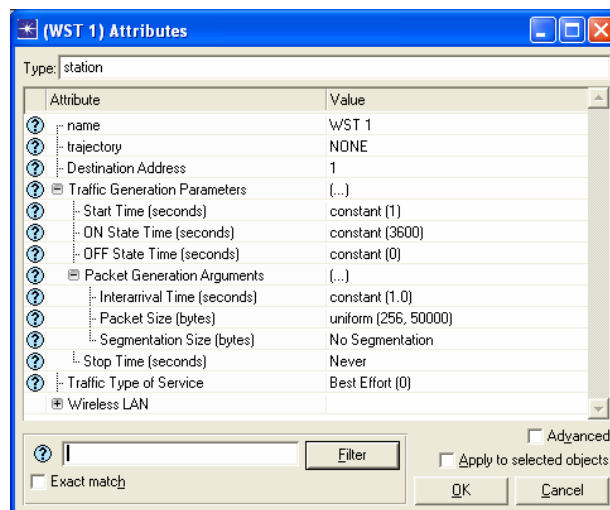 (WST 1) Attributes
Type: station
Attribute Value
name WST 1
trajectory NONE
Destination Address 1
Traffic Generation Parameters (...)
Start Time (seconds) constant (1)
ON State Time (seconds) constant (3600)
OFF State Time (seconds) constant (0)
Packet Generation Arguments (...)
Interarrival Time (seconds) constant (1.0)
Packet Size (bytes) uniform (256, 50000)
Segmentation Size (bytes) No Segmentation
Stop Time (seconds) Never
Traffic Type of Service Best Effort (0)
Wireless LAN
Advanced
Filter
Apply to selected objects
Exact match
OK Cancel